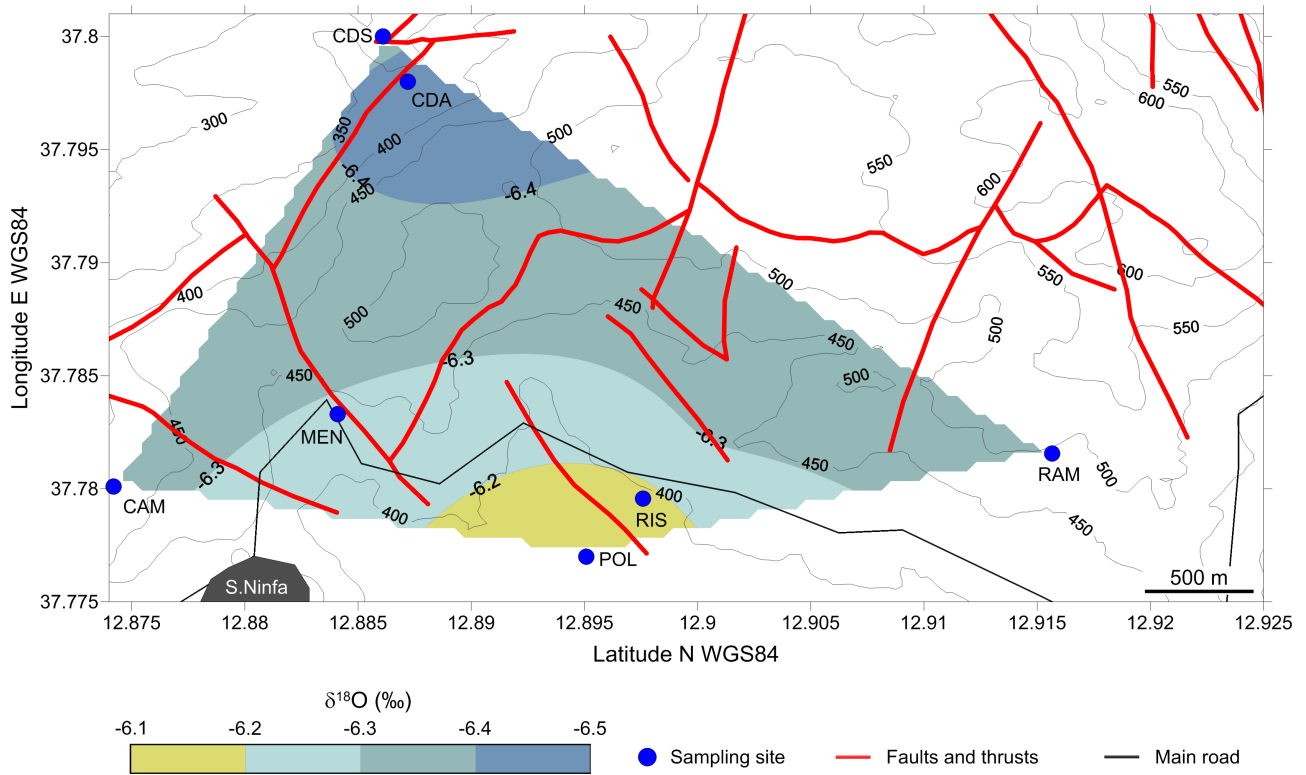 37.8
CDS
CDA
550
600
300
350
400
500
550
37.795
-6.4
450
-6.4
600
37.79
400
500
500
550
600
450
500
550
450
500
37.785
450
-6.3
MEN
450
-6.3
-6.3
450
RAM
500
37.78
CAM
-6.2
400
RIS
400
450
POL
S.Ninfa
500 m
37.775
12.875 12.88 12.885 12.89 12.895 12.9 12.905 12.91 12.915 12.92 12.925
Longitude E WGS84
Latitude N WGS84
δ18O (‰)
-6.1 -6.2 -6.3 -6.4 -6.5
Sampling site Faults and thrusts Main road